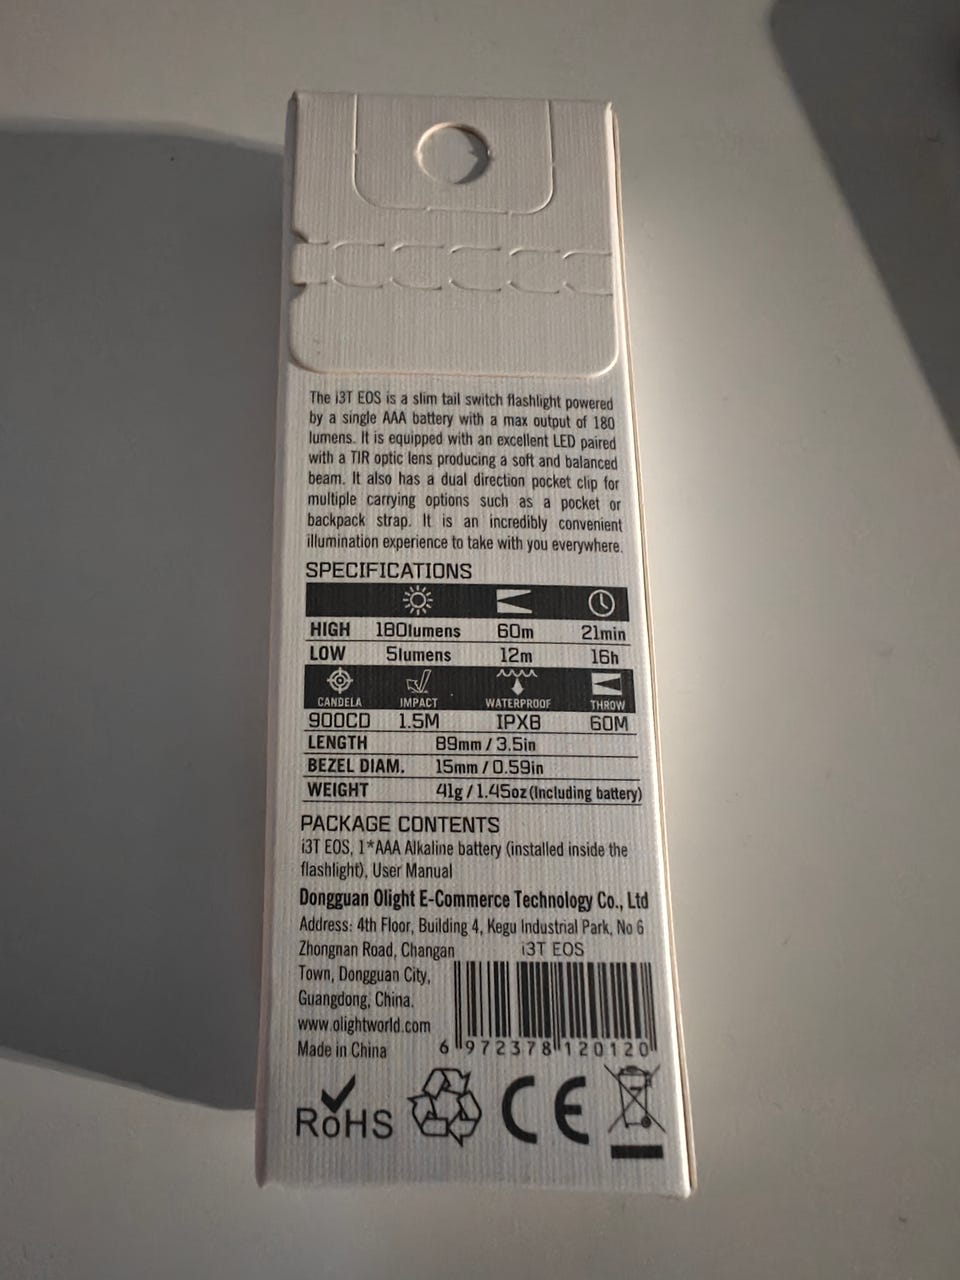 The i3T EOS is a slim tail switch flashlight powered
by a single AAA battery with a max output of 180
lumens. It is equipped with an excellent LED paired
with a TIR optic lens producing a soft and balanced
beam. It also has a dual direction pocket clip for
multiple carrying options such as a pocket or
backpack strap. It is an incredibly convenient
illumination experience to take with you everywhere.
SPECIFICATIONS
HIGH 180lumens 60m 21min
LOW 5lumens 12m 16h
CANDELA IMPACT WATERPROOF THROW
900CD 1.5M IPX8 60M
LENGTH 89mm / 3.5in
BEZEL DIAM. 15mm / 0.59in
WEIGHT 41g / 1.45oz (Including battery)
PACKAGE CONTENTS
i3T EOS, 1*AAA Alkaline battery (installed inside the
flashlight), User Manual
Dongguan Olight E-Commerce Technology Co., Ltd
Address: 4th Floor, Building 4, Kegu Industrial Park, No 6
Zhongnan Road, Changan
Town, Dongguan City,
Guangdong, China.
www.olightworld.com
Made in China
i3T EOS
6 972378 120120
RoHS CE